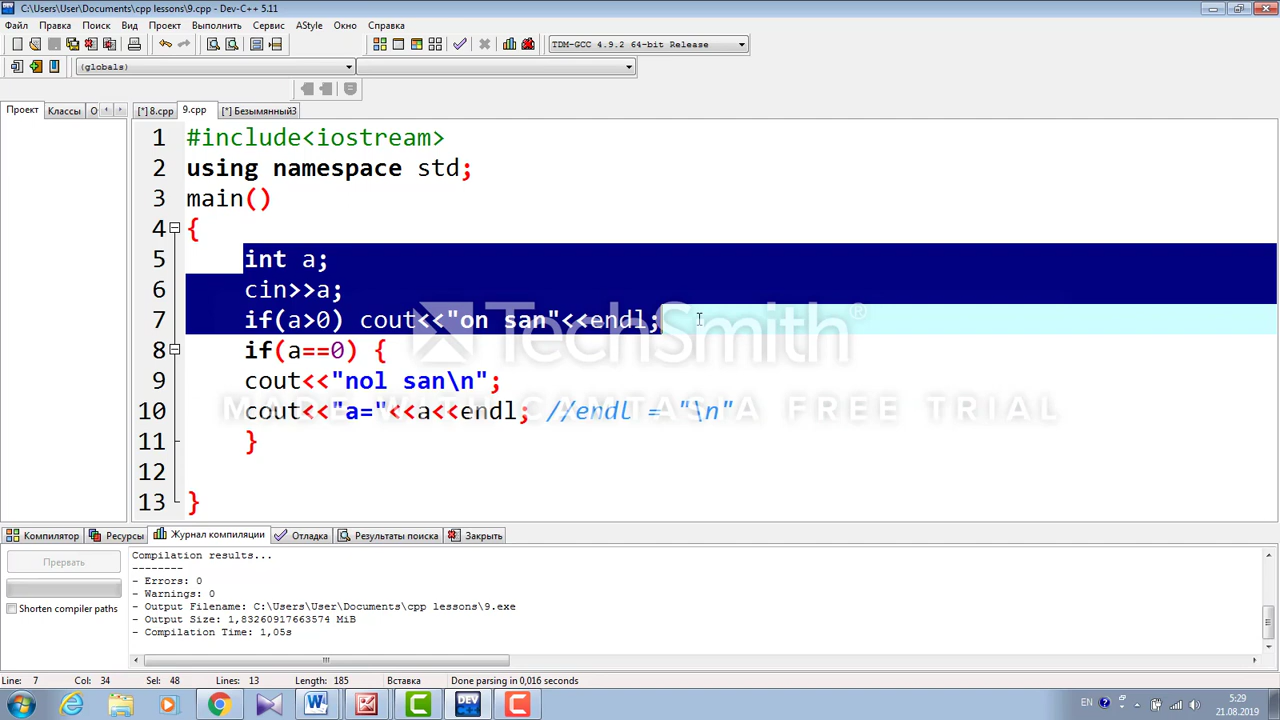 C:\Users\User\Documents\cpp lessons\9.cpp - Dev-C++ 5.11
Файл Правка Поиск Вид Проект Выполнить Сервис AStyle Окно Справка
TDM-GCC 4.9.2 64-bit Release
(globals)
Проект Классы О [*] 8.cpp 9.cpp [*] Безымянный3
1 #include<iostream>
2 using namespace std;
3 main()
4 {
5 int a;
6 cin>>a;
7 if(a>0) cout<<"on san"<<endl;
8 if(a==0) {
9 cout<<"nol san\n";
10 cout<<"a="<<a<<endl; //endl = "\n"
11 }
12
13 }
TechSmith
MADE WITH CAMTASIA FREE TRIAL
Компилятор Ресурсы Журнал компиляции Отладка Результаты поиска Закрыть
Прервать
Shorten compiler paths
Compilation results...
--------
- Errors: 0
- Warnings: 0
- Output Filename: C:\Users\User\Documents\cpp lessons\9.exe
- Output Size: 1,83260917663574 MiB
- Compilation Time: 1,05s
Line: 7 Col: 34 Sel: 48 Lines: 13 Length: 185 Вставка Done parsing in 0,016 seconds
EN 5:29
21.08.2019